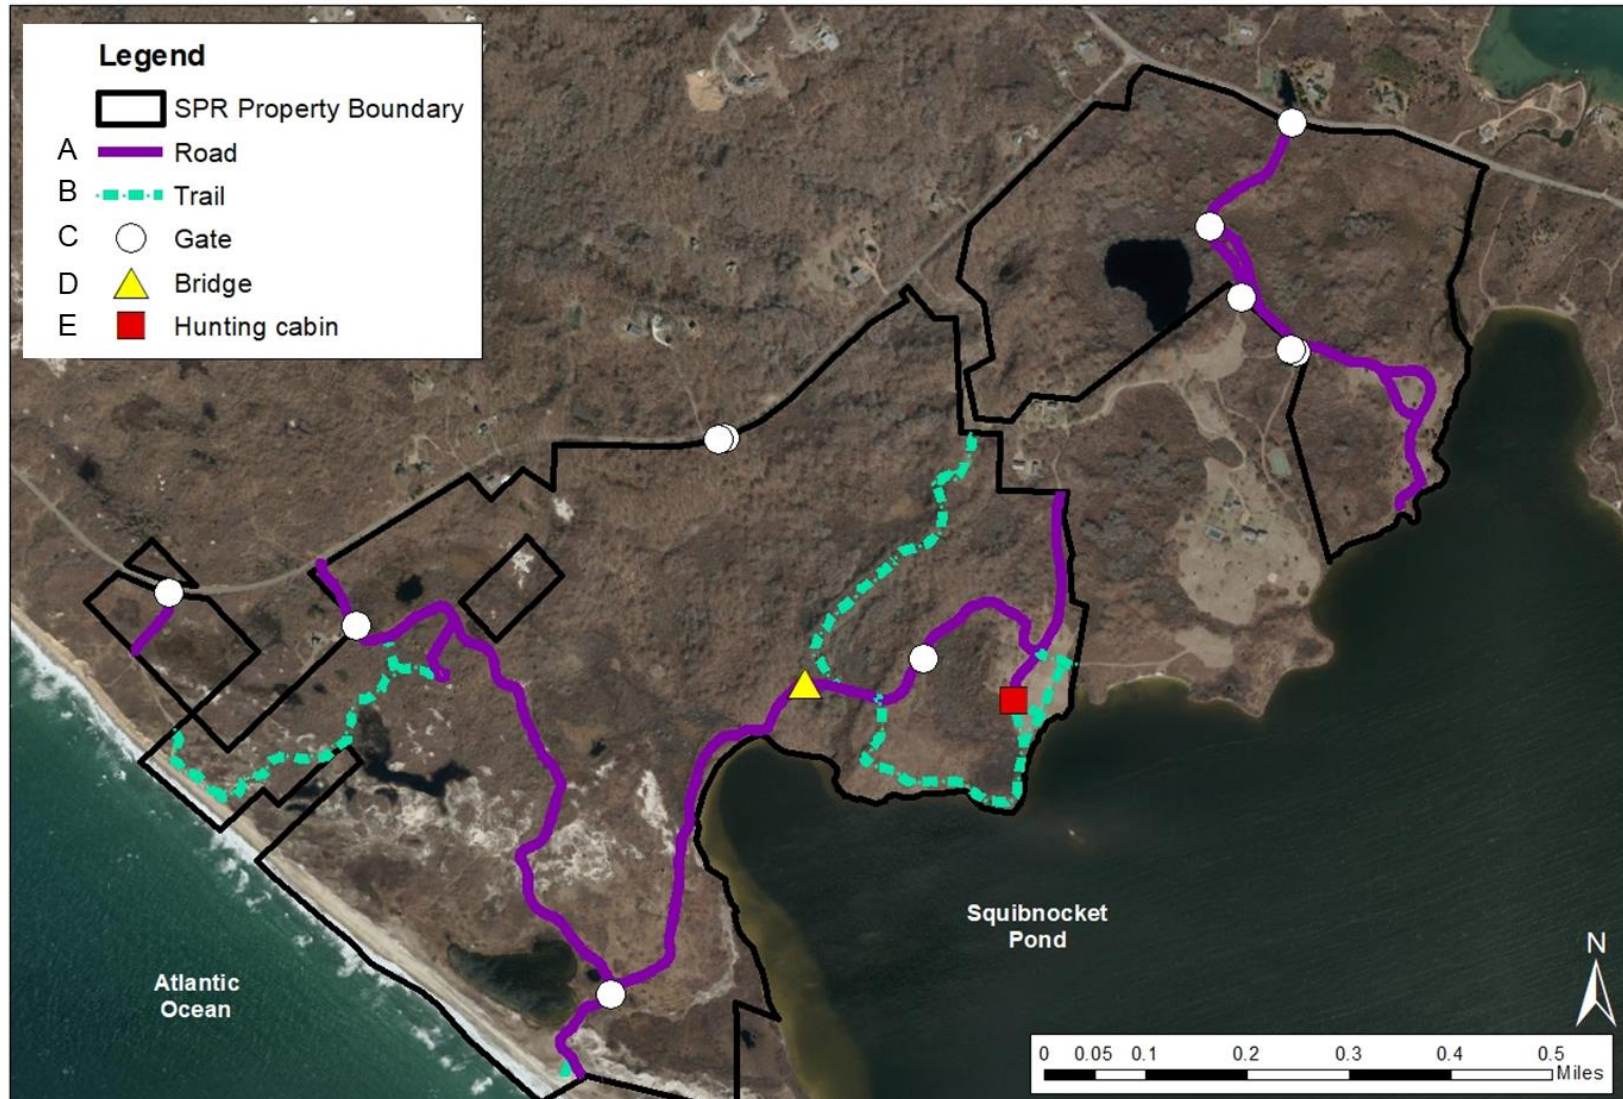 Legend
SPR Property Boundary
A Road
B Trail
C Gate
D Bridge
E Hunting cabin
Squibnocket
Pond
Atlantic
Ocean
N
0 0.05 0.1 0.2 0.3 0.4 0.5
Miles